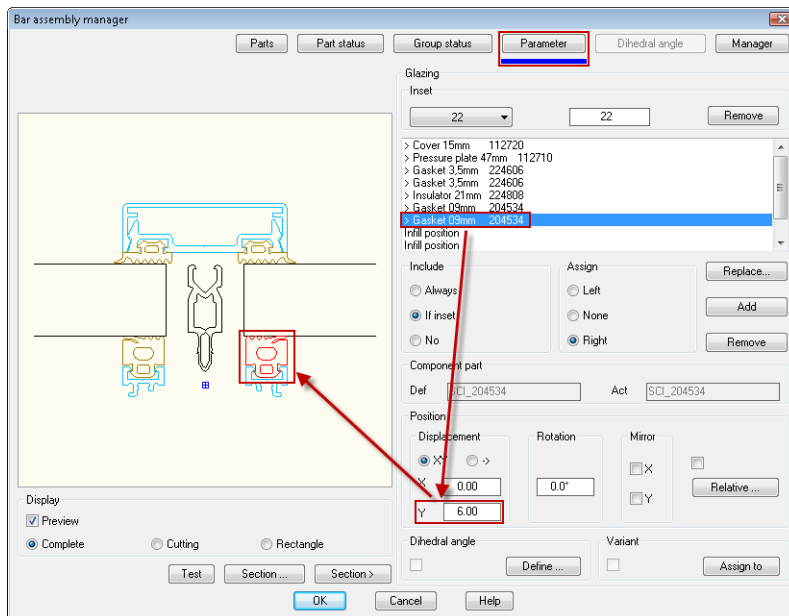 Bar assembly manager
Parts Part status Group status Parameter Dihedral angle Manager
Glazing
Inset
22 22 Remove
> Cover 15mm 112720
> Pressure plate 47mm 112710
> Gasket 3,5mm 224606
> Gasket 3,5mm 224606
> Insulator 21mm 224808
> Gasket 09mm 204534
> Gasket 09mm 204534
Infill position
Infill position
Include Assign Replace...
Always Left
If inset None Add
No Right Remove
Component part
Def SCI_204534 Act SCI_204534
Position
Displacement Rotation Mirror
XY ->
X 0.00 0.0° X Relative ...
Y 6.00 Y
Display
Preview
Complete Cutting Rectangle
Test Section ... Section >
Dihedral angle Variant
Define ... Assign to
OK Cancel Help